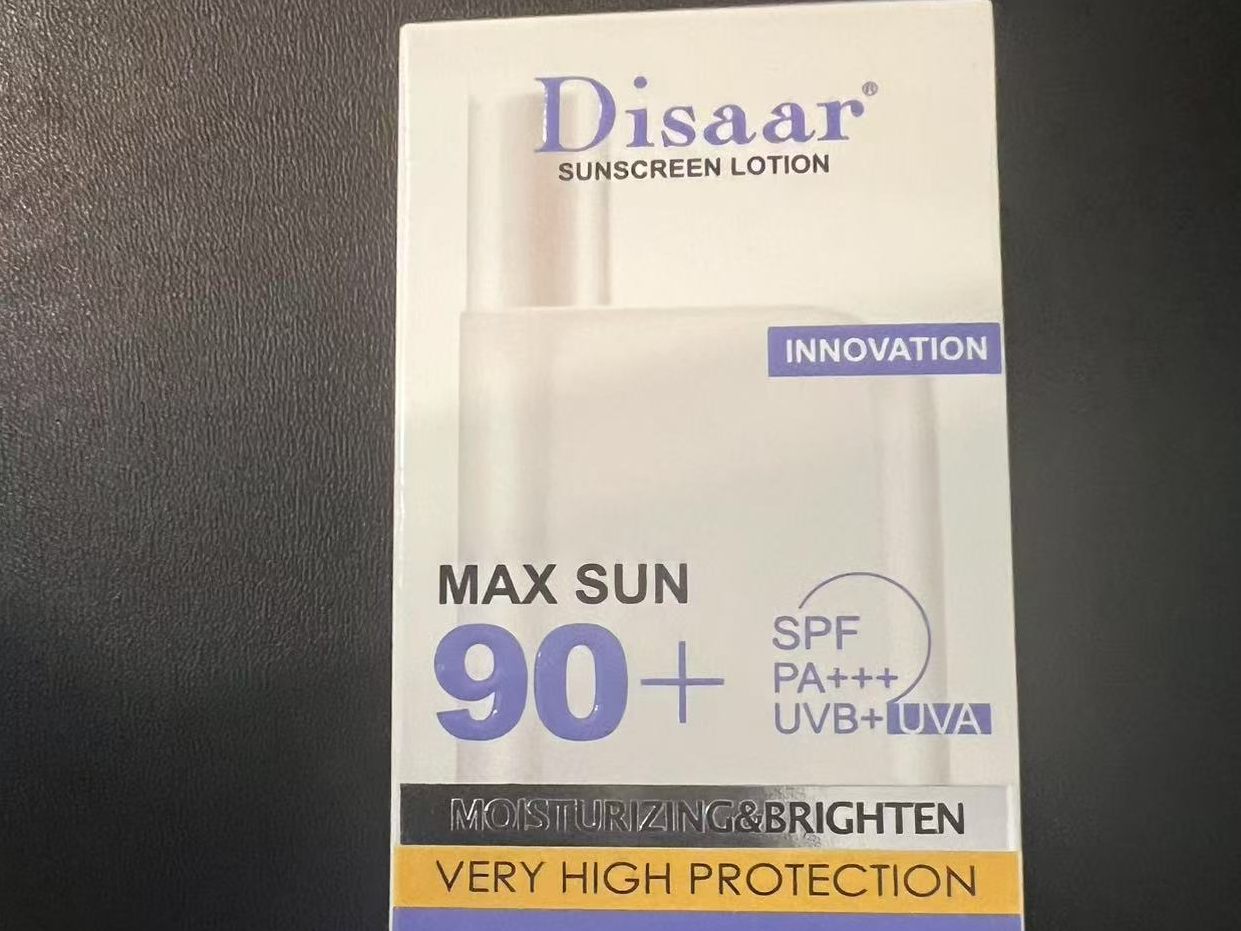 Disaar®
SUNSCREEN LOTION
INNOVATION
MAX SUN
90+
SPF
PA+++
UVB+UVA
MOISTURIZING&BRIGHTEN
VERY HIGH PROTECTION